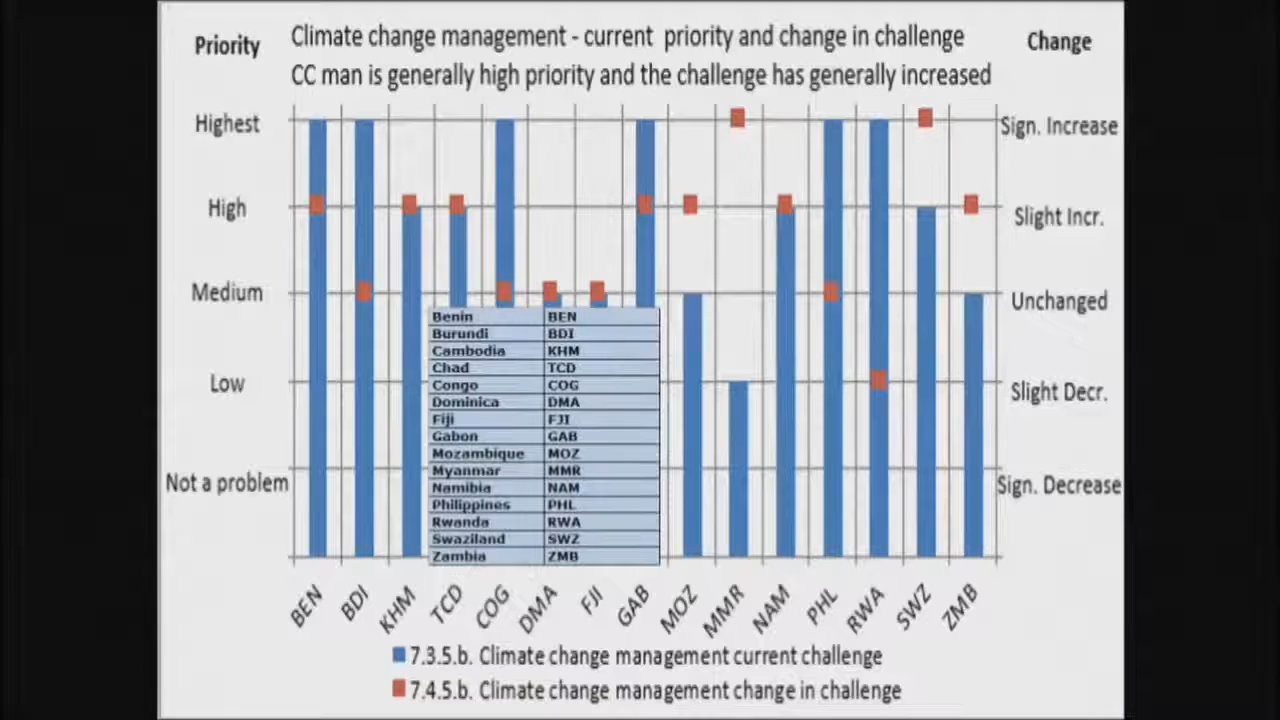 Priority
Climate change management - current priority and change in challenge
Change
CC man is generally high priority and the challenge has generally increased
Highest
Sign. Increase
High
Slight Incr.
Medium
Unchanged
Low
Slight Decr.
Not a problem
Sign. Decrease
Benin BEN
Burundi BDI
Cambodia KHM
Chad TCD
Congo COG
Dominica DMA
Fiji FJI
Gabon GAB
Mozambique MOZ
Myanmar MMR
Namibia NAM
Philippines PHL
Rwanda RWA
Swaziland SWZ
Zambia ZMB
BEN
BDI
KHM
TCD
COG
DMA
FJI
GAB
MOZ
MMR
NAM
PHL
RWA
SWZ
ZMB
7.3.5.b. Climate change management current challenge
7.4.5.b. Climate change management change in challenge